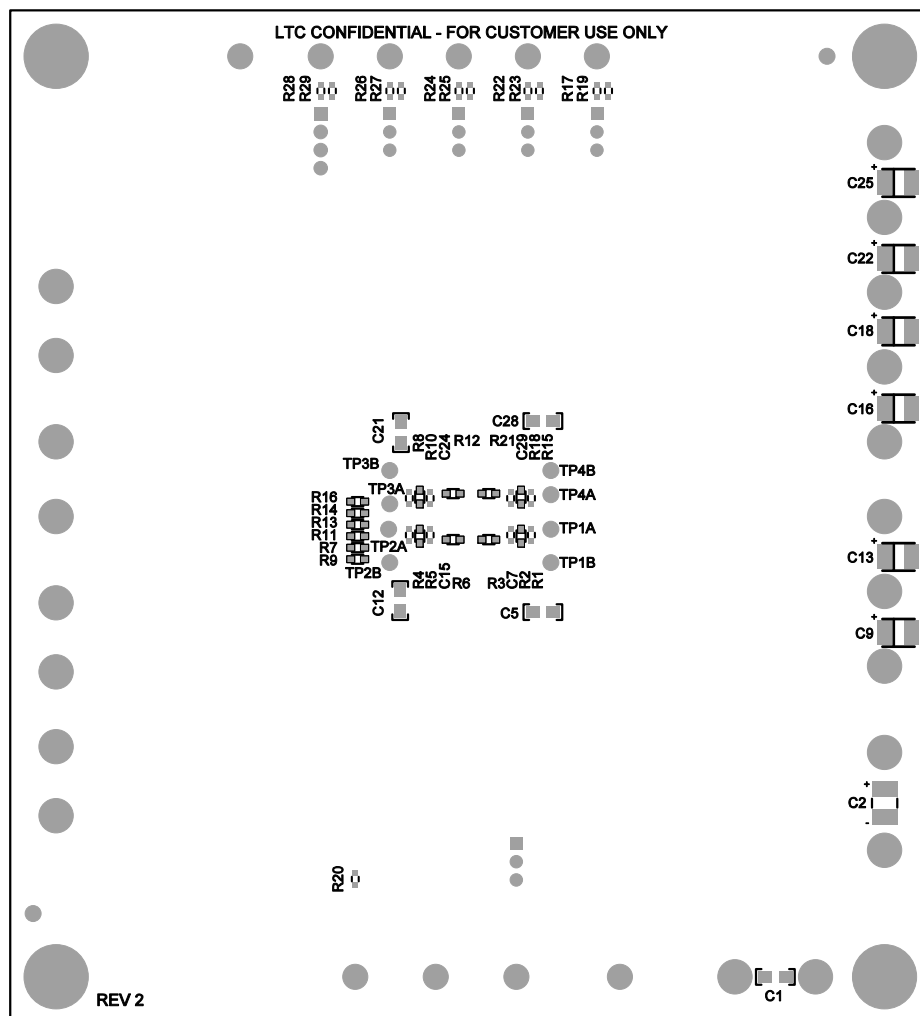 LTC CONFIDENTIAL - FOR CUSTOMER USE ONLY
R28
R29
R26
R27
R24
R25
R22
R23
R17
R19
+
C25
+
C22
+
C18
+
C16
C21
R8
R10
C24
R12
R21
C29
R18
R15
C28
TP3B
TP4B
TP3A
TP4A
R16
R14
R13
R11
R7
R9
TP2A
TP1A
TP2B
TP1B
C12
R4
R5
C15
R6
R3
C7
R2
R1
C5
+
C13
+
C9
+
C2
-
R20
REV 2
C1